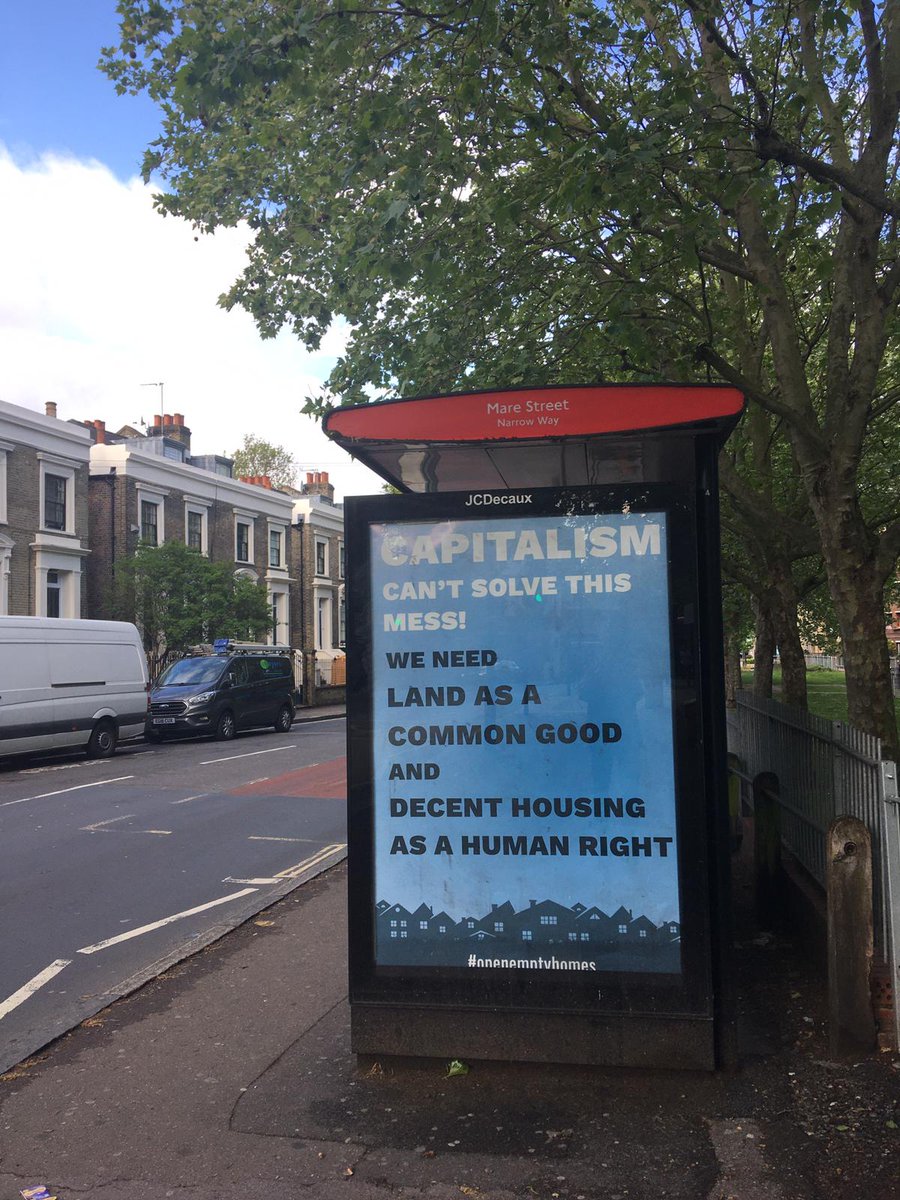 Mare Street
Narrow Way
JCDecaux
CAPITALISM
CAN'T SOLVE THIS
MESS!
WE NEED
LAND AS A
COMMON GOOD
AND
DECENT HOUSING
AS A HUMAN RIGHT
#openemptyhomes